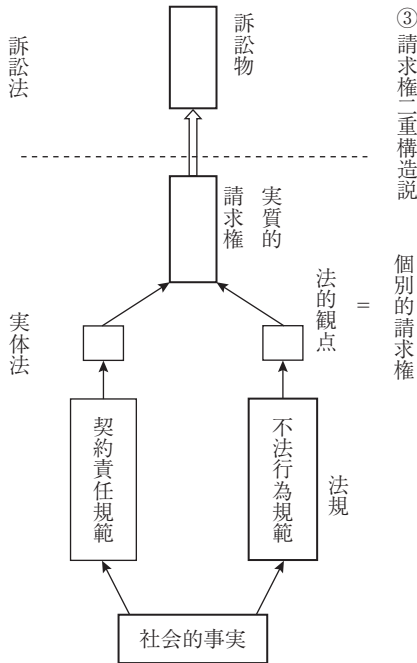 ③請求権二重構造説
訴訟物
訴訟法
実質的
請求権
個別的請求権
＝
法的観点
実体法
法規
不法行為規範
契約責任規範
社会的事実